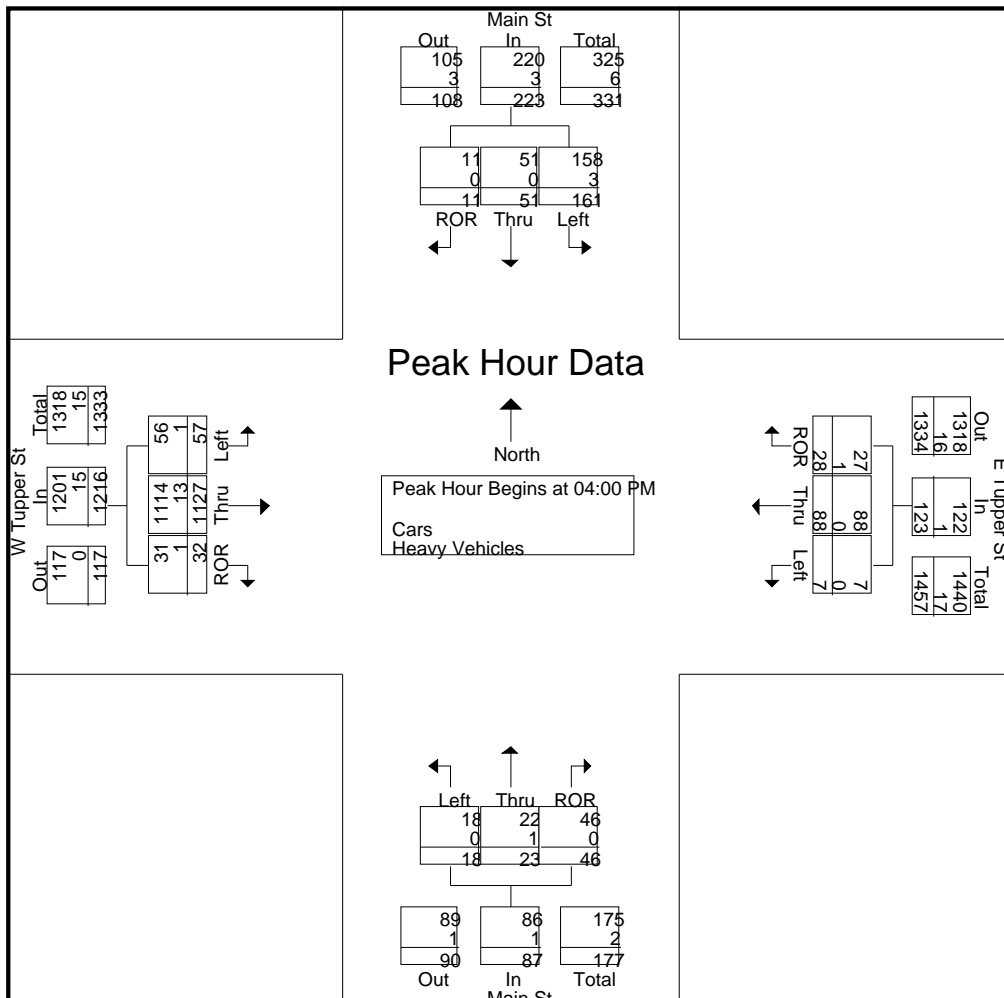 Main St
Out In Total
105 220 325
3 3 6
108 223 331
11 51 158
0 0 3
11 51 161
ROR Thru Left
Peak Hour Data
North
Peak Hour Begins at 04:00 PM
Cars
Heavy Vehicles
W Tupper St
Out In Total
117 1201 1318
0 15 15
117 1216 1333
ROR Thru Left
31 1114 56
1 13 1
32 1127 57
E Tupper St
Out In Total
1318 122 1440
16 1 17
1334 123 1457
ROR Thru Left
27 88 7
1 0 0
28 88 7
Left Thru ROR
18 22 46
0 1 0
18 23 46
89 86 175
1 1 2
90 87 177
Out In Total
Main St